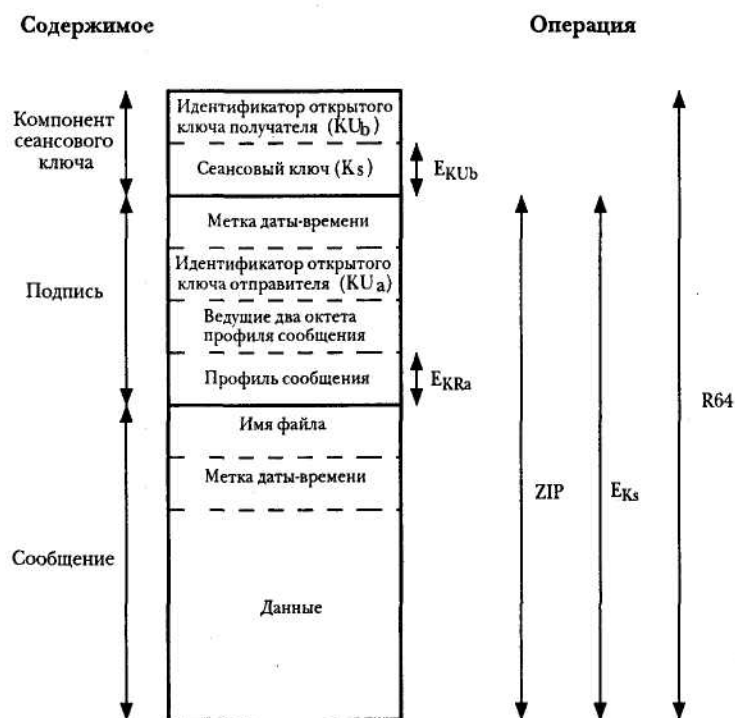 Содержимое
Операция
Компонент
сеансового
ключа
Идентификатор открытого
ключа получателя (KUb)
Сеансовый ключ (Ks)
EKUb
Подпись
Метка даты-времени
Идентификатор открытого
ключа отправителя (KUa)
Ведущие два октета
профиля сообщения
Профиль сообщения
EKRa
Сообщение
Имя файла
Метка даты-времени
Данные
ZIP
EKs
R64